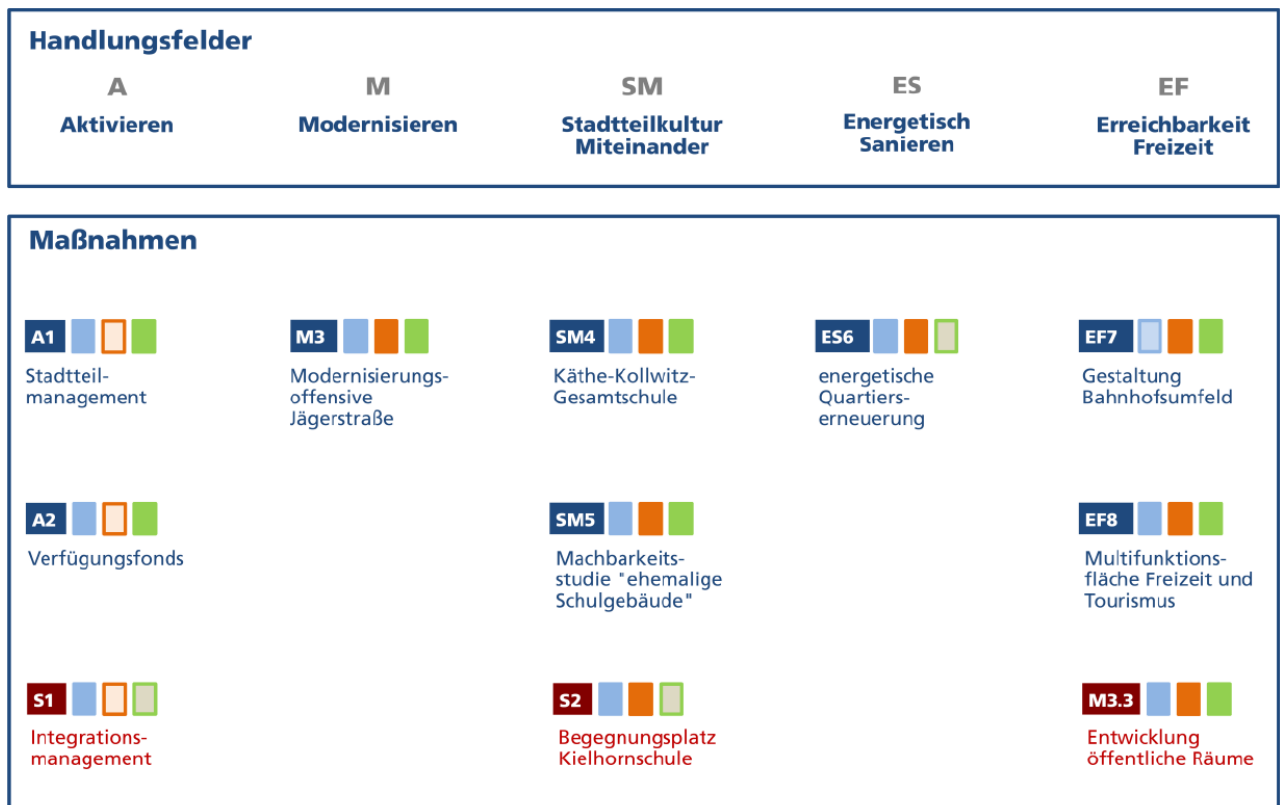 Handlungsfelder
A
Aktivieren
M
Modernisieren
SM
Stadtteilkultur
Miteinander
ES
Energetisch
Sanieren
EF
Erreichbarkeit
Freizeit
Maßnahmen
A1
Stadtteil-
management
M3
Modernisierungs-
offensive
Jägerstraße
SM4
Käthe-Kollwitz-
Gesamtschule
ES6
energetische
Quartiers-
erneuerung
EF7
Gestaltung
Bahnhofsumfeld
A2
Verfügungsfonds
SM5
Machbarkeits-
studie "ehemalige
Schulgebäude"
EF8
Multifunktions-
fläche Freizeit und
Tourismus
S1
Integrations-
management
S2
Begegnungsplatz
Kielhornschule
M3.3
Entwicklung
öffentliche Räume